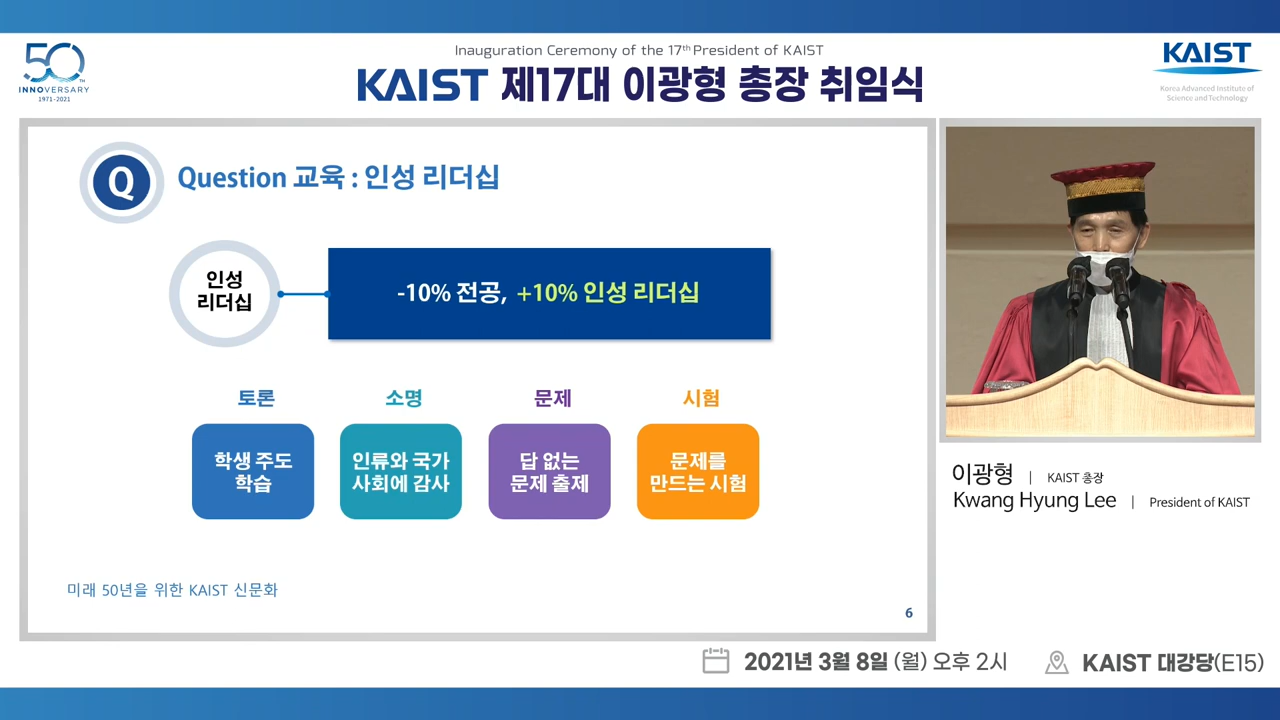 50TH
INNOVERSARY
1971-2021
Inauguration Ceremony of the 17th President of KAIST
KAIST 제17대 이광형 총장 취임식
KAIST
Korea Advanced Institute of
Science and Technology
Q
Question 교육 : 인성 리더십
인성
리더십
-10% 전공, +10% 인성 리더십
토론
소명
문제
시험
학생 주도
학습
인류와 국가
사회에 감사
답 없는
문제 출제
문제를
만드는 시험
미래 50년을 위한 KAIST 신문화
6
이광형 | KAIST 총장
Kwang Hyung Lee | President of KAIST
2021년 3월 8일 (월) 오후 2시
KAIST 대강당(E15)